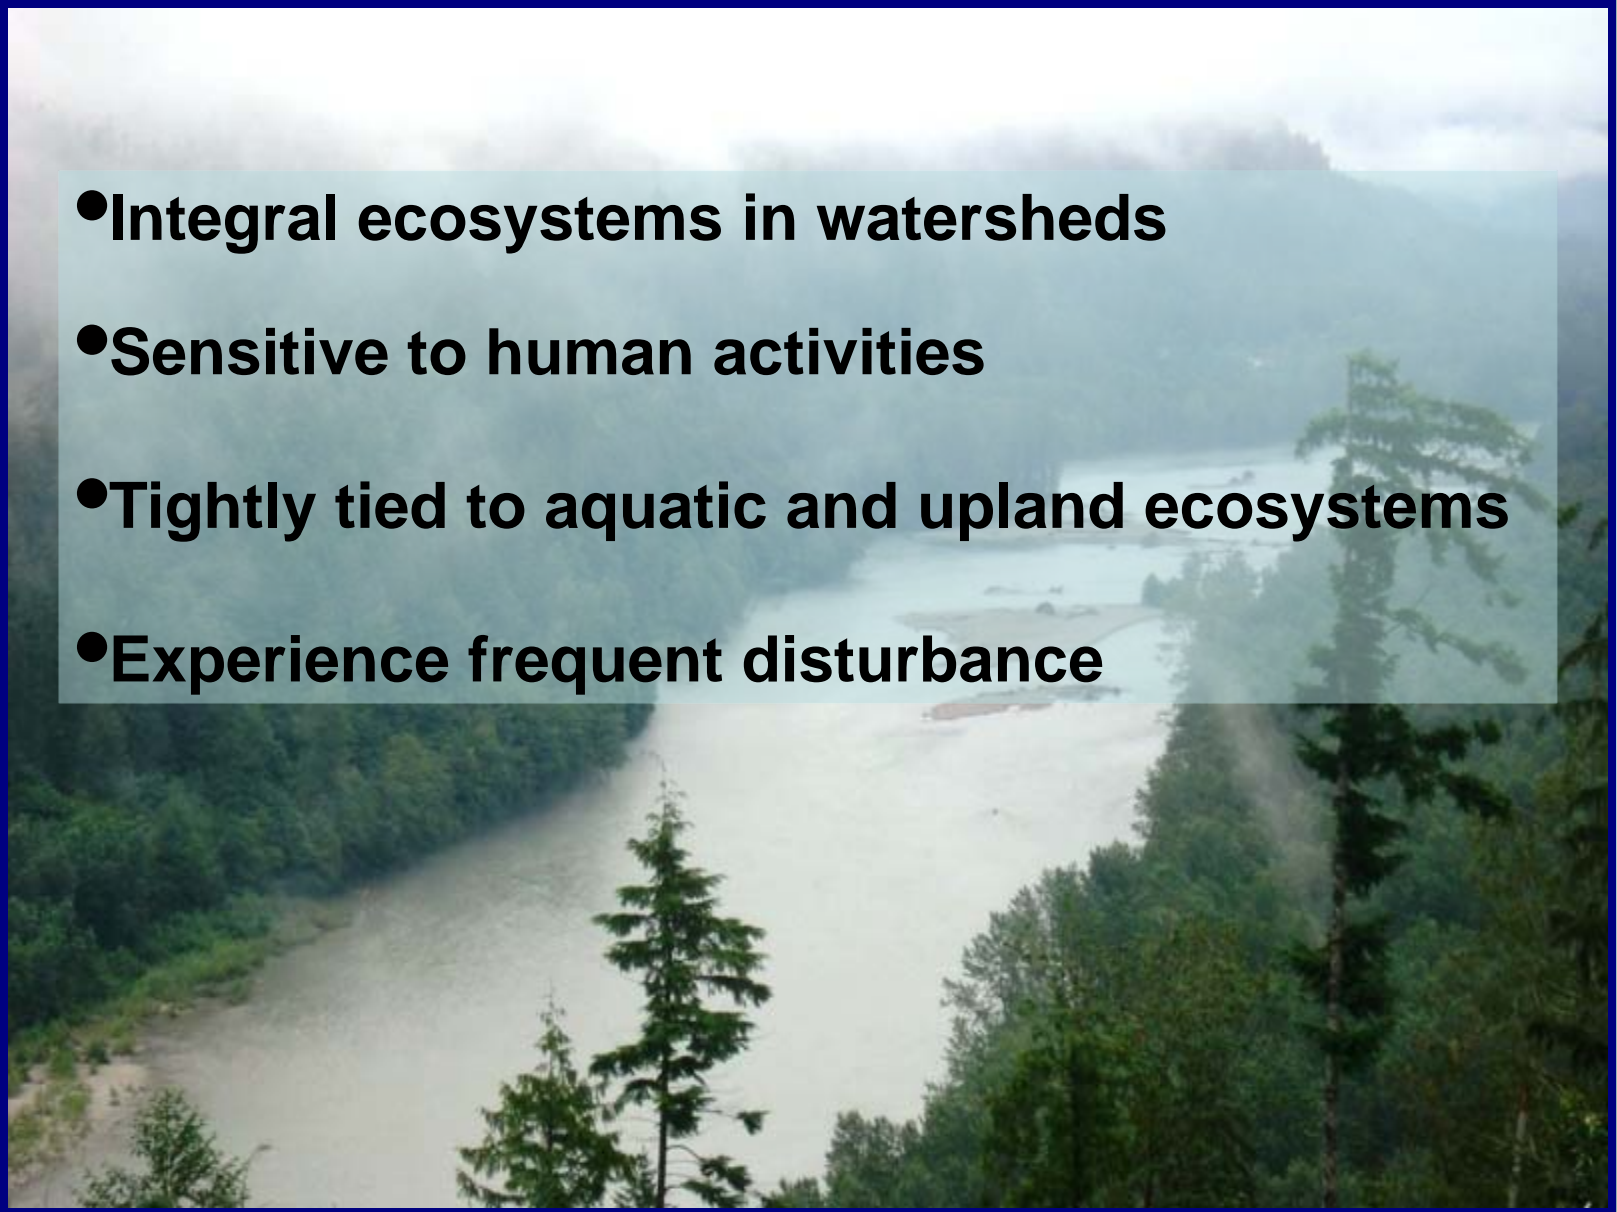 •Integral ecosystems in watersheds
•Sensitive to human activities
•Tightly tied to aquatic and upland ecosystems
•Experience frequent disturbance